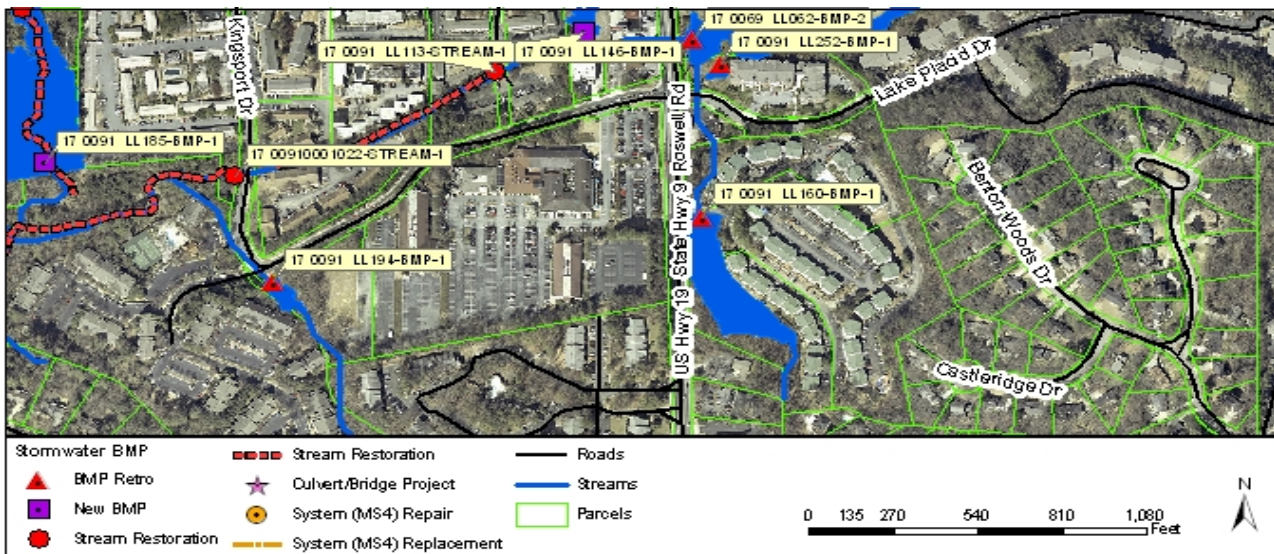 17 0069 LL062-BMP-2
17 0091 LL113-STREAM-1
17 0091 LL146-BMP-1
17 0091 LL252-BMP-1
Kingsport Dr
Lake Placid Dr
17 0091 LL185-BMP-1
17 00910001022-STREAM-1
17 0091 LL160-BMP-1
Benton Woods Dr
17 0091 LL194-BMP-1
US Hwy 19 State Hwy 9 Roswell Rd
Castleridge Dr
Stormwater BMP
BMP Retro
New BMP
Stream Restoration
Stream Restoration
Culvert/Bridge Project
System (MS4) Repair
System (MS4) Replacement
Roads
Streams
Parcels
0 135 270 540 810 1,080
Feet
N